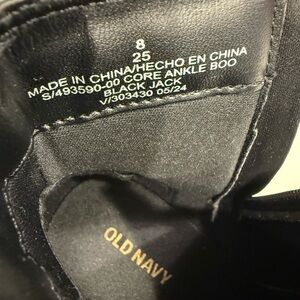 8
25
MADE IN CHINA/HECHO EN CHINA
S/493590-00 CORE ANKLE BOO
BLACK JACK
V/303430 05/24
OLD NAVY